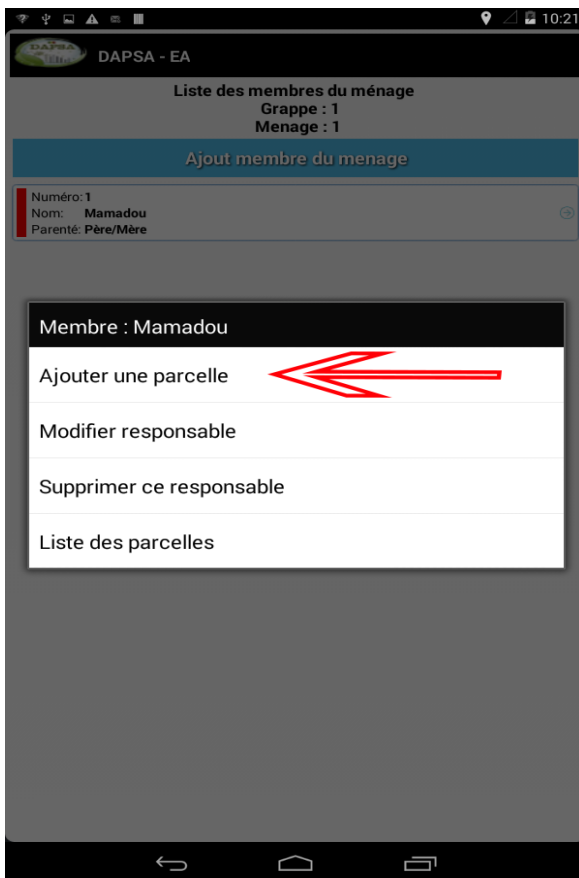 10:21
DAPSA
DAPSA - EA
Liste des membres du ménage
Grappe : 1
Menage : 1
Ajout membre du menage
Numéro: 1
Nom: Mamadou
Parenté: Père/Mère
Membre : Mamadou
Ajouter une parcelle
Modifier responsable
Supprimer ce responsable
Liste des parcelles